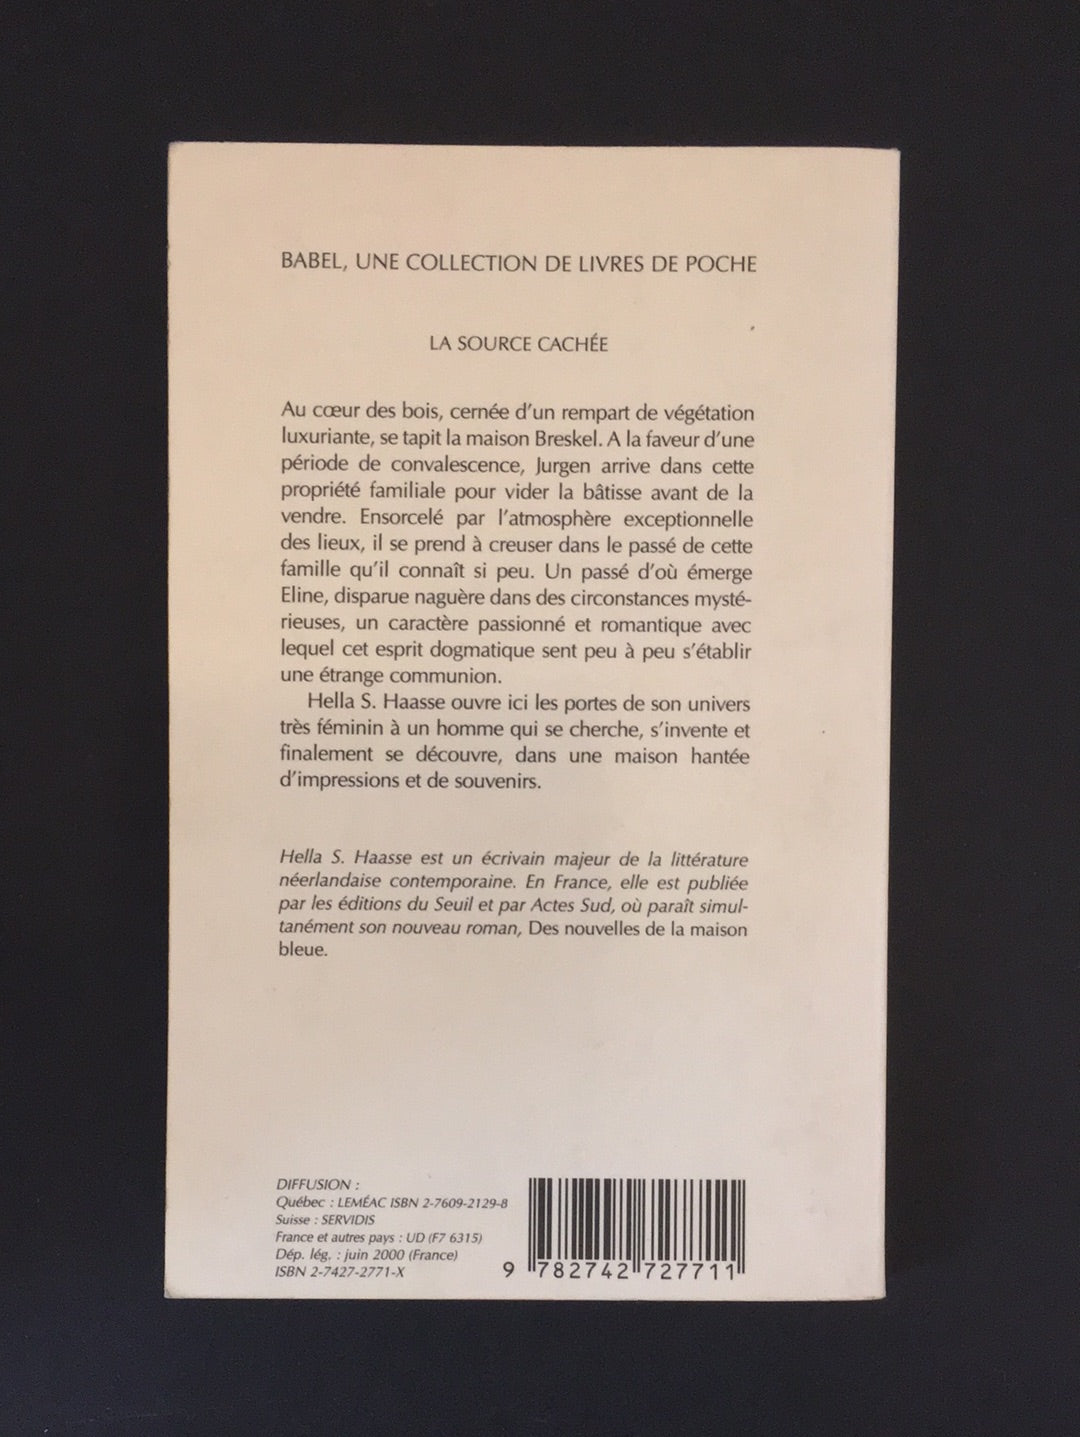 BABEL, UNE COLLECTION DE LIVRES DE POCHE
LA SOURCE CACHÉE
Au cœur des bois, cernée d'un rempart de végétation
luxuriante, se tapit la maison Breskel. A la faveur d'une
période de convalescence, Jurgen arrive dans cette
propriété familiale pour vider la bâtisse avant de la
vendre. Ensorcelé par l'atmosphère exceptionnelle
des lieux, il se prend à creuser dans le passé de cette
famille qu'il connaît si peu. Un passé d'où émerge
Eline, disparue naguère dans des circonstances mysté-
rieuses, un caractère passionné et romantique avec
lequel cet esprit dogmatique sent peu à peu s'établir
une étrange communion.
Hella S. Haasse ouvre ici les portes de son univers
très féminin à un homme qui se cherche, s'invente et
finalement se découvre, dans une maison hantée
d'impressions et de souvenirs.
Hella S. Haasse est un écrivain majeur de la littérature
néerlandaise contemporaine. En France, elle est publiée
par les éditions du Seuil et par Actes Sud, où paraît simul-
tanément son nouveau roman, Des nouvelles de la maison
bleue.
DIFFUSION :
Québec : LEMÉAC ISBN 2-7609-2129-8
Suisse : SERVIDIS
France et autres pays : UD (F7 6315)
Dép. lég. : juin 2000 (France)
ISBN 2-7427-2771-X
9 782742 727711